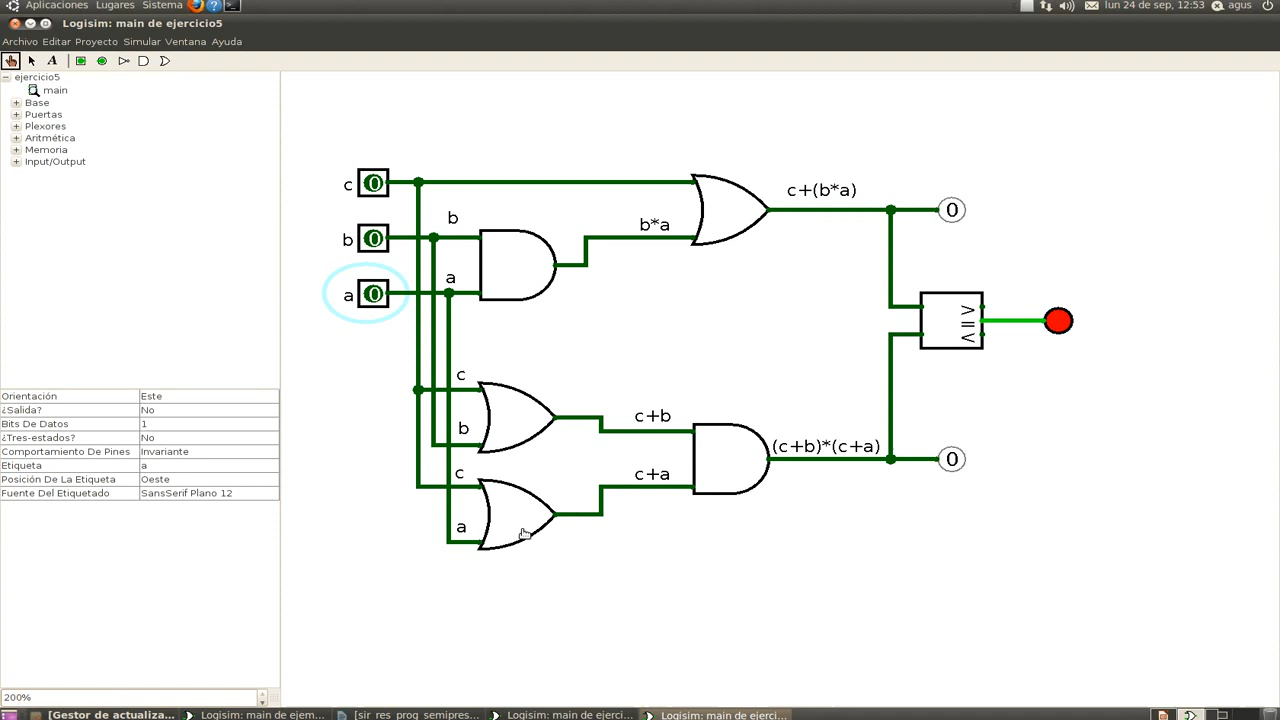 Aplicaciones Lugares Sistema lun 24 de sep, 12:53 agus
Logisim: main de ejercicio5
Archivo Editar Proyecto Simular Ventana Ayuda
A
ejercicio5
main
Base
Puertas
Plexores
Aritmética
Memoria
Input/Output
Orientación Este
¿Salida? No
Bits De Datos 1
¿Tres-estados? No
Comportamiento De Pines Invariante
Etiqueta a
Posición De La Etiqueta Oeste
Fuente Del Etiquetado SansSerif Plano 12
200%
c 0
c+(b*a)
0
b
b*a
b 0
a
a 0
> = <
c
c+b
b
(c+b)*(c+a)
0
c
c+a
a
[Gestor de actualiza... Logisim: main de ejem... [sir_res_prog_semipres... Logisim: main de ejerci... Logisim: main de ejerci...